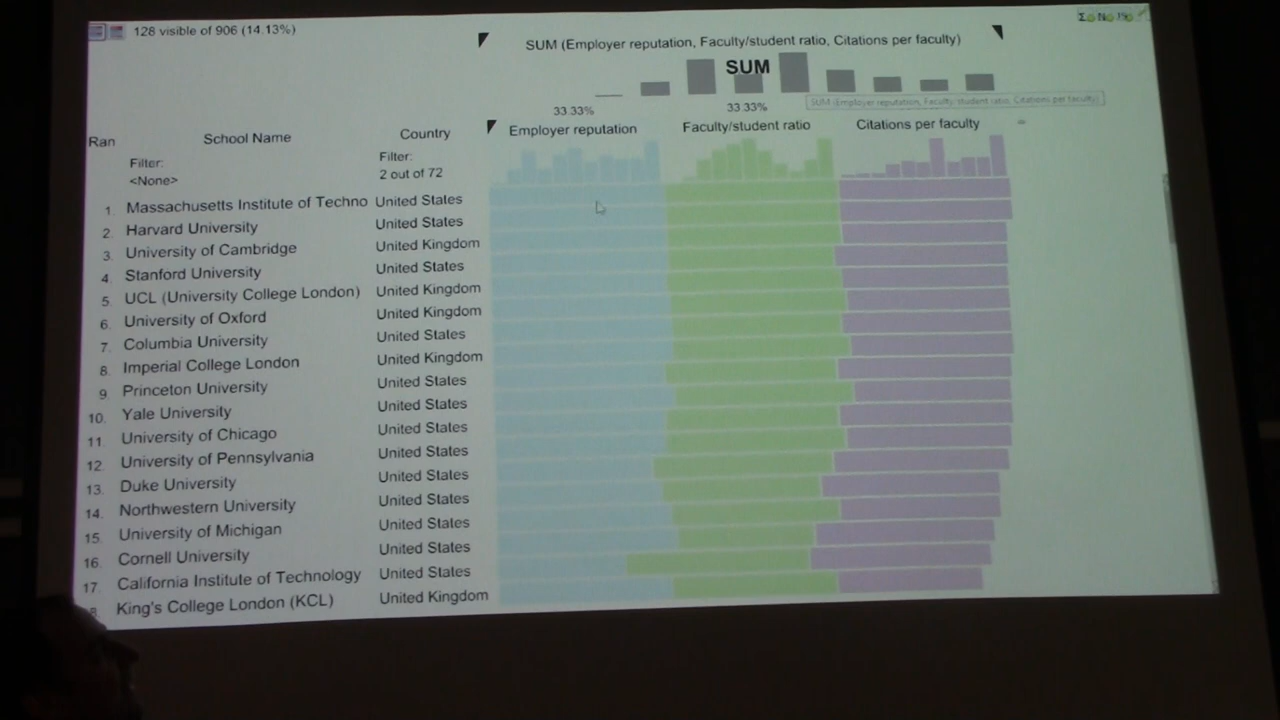 128 visible of 906 (14.13%)
SUM (Employer reputation, Faculty/student ratio, Citations per faculty)
SUM
SUM (Employer reputation, Faculty/student ratio, Citations per faculty)
33.33% 33.33%
Ran School Name Country Employer reputation Faculty/student ratio Citations per faculty
Filter: Filter:
<None> 2 out of 72
1. Massachusetts Institute of Techno United States
2. Harvard University United States
3. University of Cambridge United Kingdom
4. Stanford University United States
5. UCL (University College London) United Kingdom
6. University of Oxford United Kingdom
7. Columbia University United States
8. Imperial College London United Kingdom
9. Princeton University United States
10. Yale University United States
11. University of Chicago United States
12. University of Pennsylvania United States
13. Duke University United States
14. Northwestern University United States
15. University of Michigan United States
16. Cornell University United States
17. California Institute of Technology United States
8. King's College London (KCL) United Kingdom